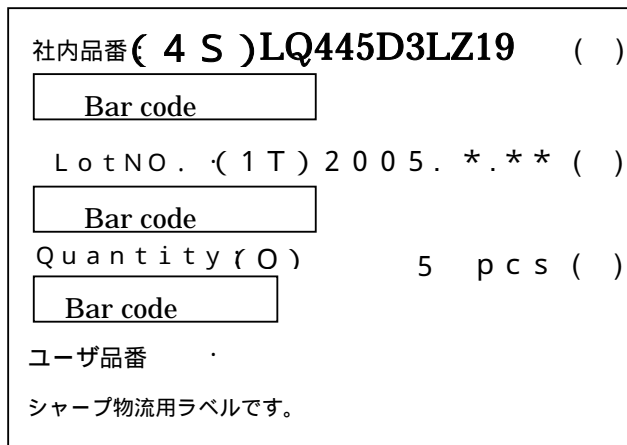 社内品番:(４Ｓ)LQ445D3LZ19 ( )
Bar code
LotNO. :(1T)2005. *.** ( )
Bar code
Quantity:(Q) 5 pcs ( )
Bar code
ユーザ品番 :
シャープ物流用ラベルです。